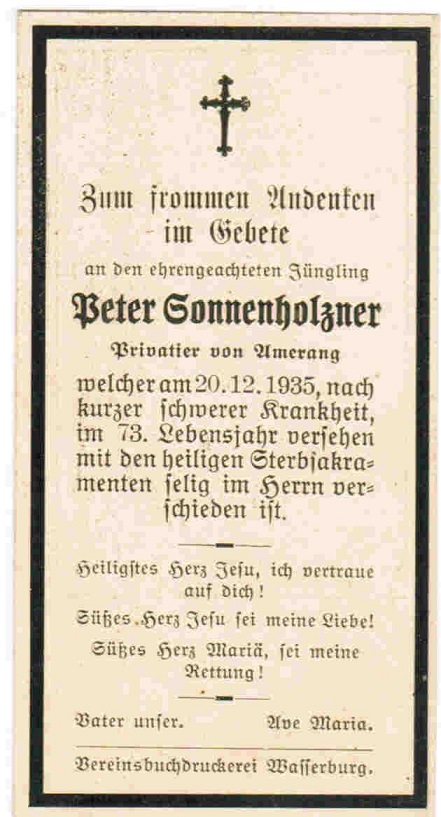 Zum frommen Andenken
im Gebete
an den ehrengeachteten Jüngling
Peter Sonnenholzner
Privatier von Amerang
welcher am 20.12.1935, nach
kurzer schwerer Krankheit,
im 73. Lebensjahr versehen
mit den heiligen Sterbsakra-
menten selig im Herrn ver-
schieden ist.
Heiligstes Herz Jesu, ich vertraue
auf dich!
Süßes Herz Jesu sei meine Liebe!
Süßes Herz Mariä, sei meine
Rettung!
Vater unser. Ave Maria.
Vereinsbuchdruckerei Wasserburg.